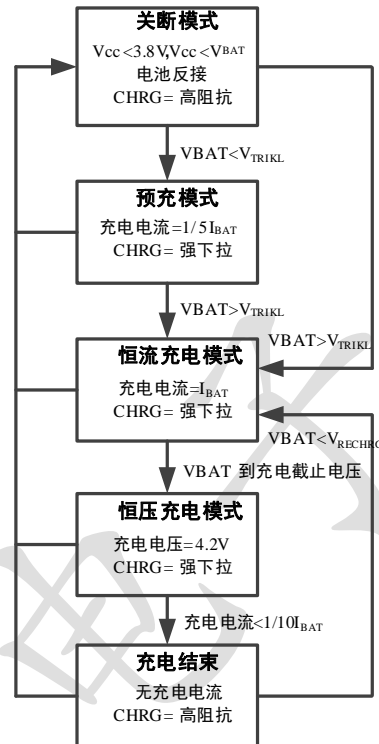 关断模式
Vcc<3.8V,Vcc<VBAT
电池反接
CHRG=高阻抗
VBAT<VTRIKL
预充模式
充电电流=1/5IBAT
CHRG=强下拉
VBAT>VTRIKL
VBAT>VTRIKL
恒流充电模式
充电电流=IBAT
CHRG=强下拉
VBAT<VRECHRG
VBAT 到充电截止电压
恒压充电模式
充电电压=4.2V
CHRG=强下拉
充电电流<1/10IBAT
充电结束
无充电电流
CHRG=高阻抗